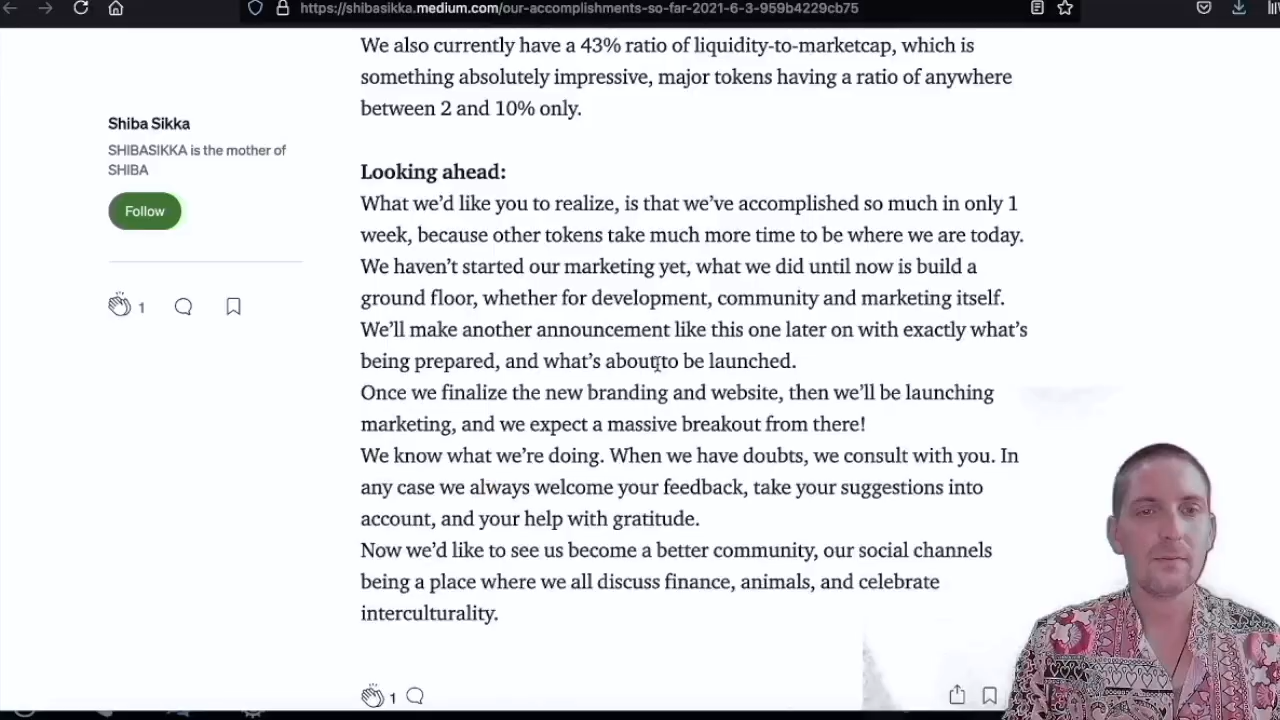 https://shibasikka.medium.com/our-accomplishments-so-far-2021-6-3-959b4229cb75
We also currently have a 43% ratio of liquidity-to-marketcap, which is
something absolutely impressive, major tokens having a ratio of anywhere
between 2 and 10% only.
Shiba Sikka
SHIBASIKKA is the mother of
SHIBA
Follow
1
Looking ahead:
What we’d like you to realize, is that we’ve accomplished so much in only 1
week, because other tokens take much more time to be where we are today.
We haven’t started our marketing yet, what we did until now is build a
ground floor, whether for development, community and marketing itself.
We’ll make another announcement like this one later on with exactly what’s
being prepared, and what’s about to be launched.
Once we finalize the new branding and website, then we’ll be launching
marketing, and we expect a massive breakout from there!
We know what we’re doing. When we have doubts, we consult with you. In
any case we always welcome your feedback, take your suggestions into
account, and your help with gratitude.
Now we’d like to see us become a better community, our social channels
being a place where we all discuss finance, animals, and celebrate
interculturality.
1